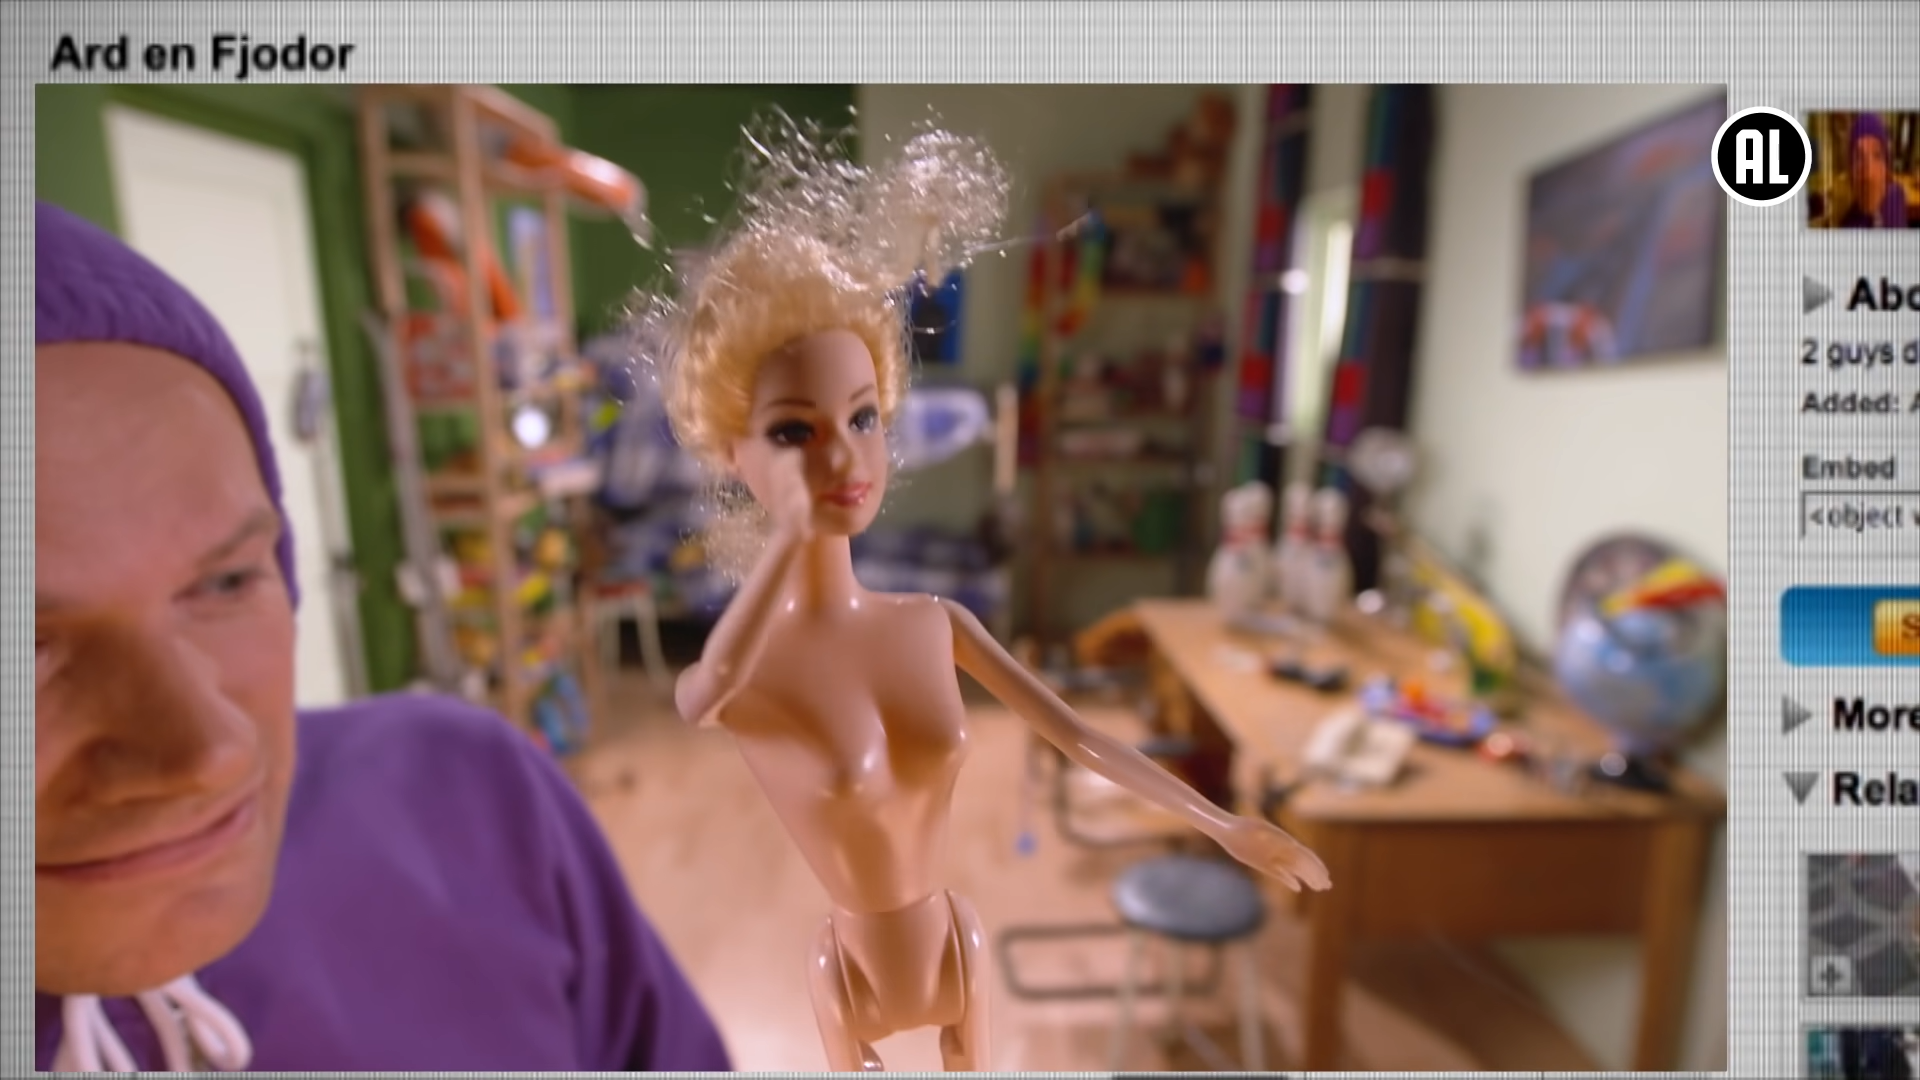 Ard en Fjodor
AL
Abo
2 guys d
Added: A
Embed
<object w
S
More
Rela